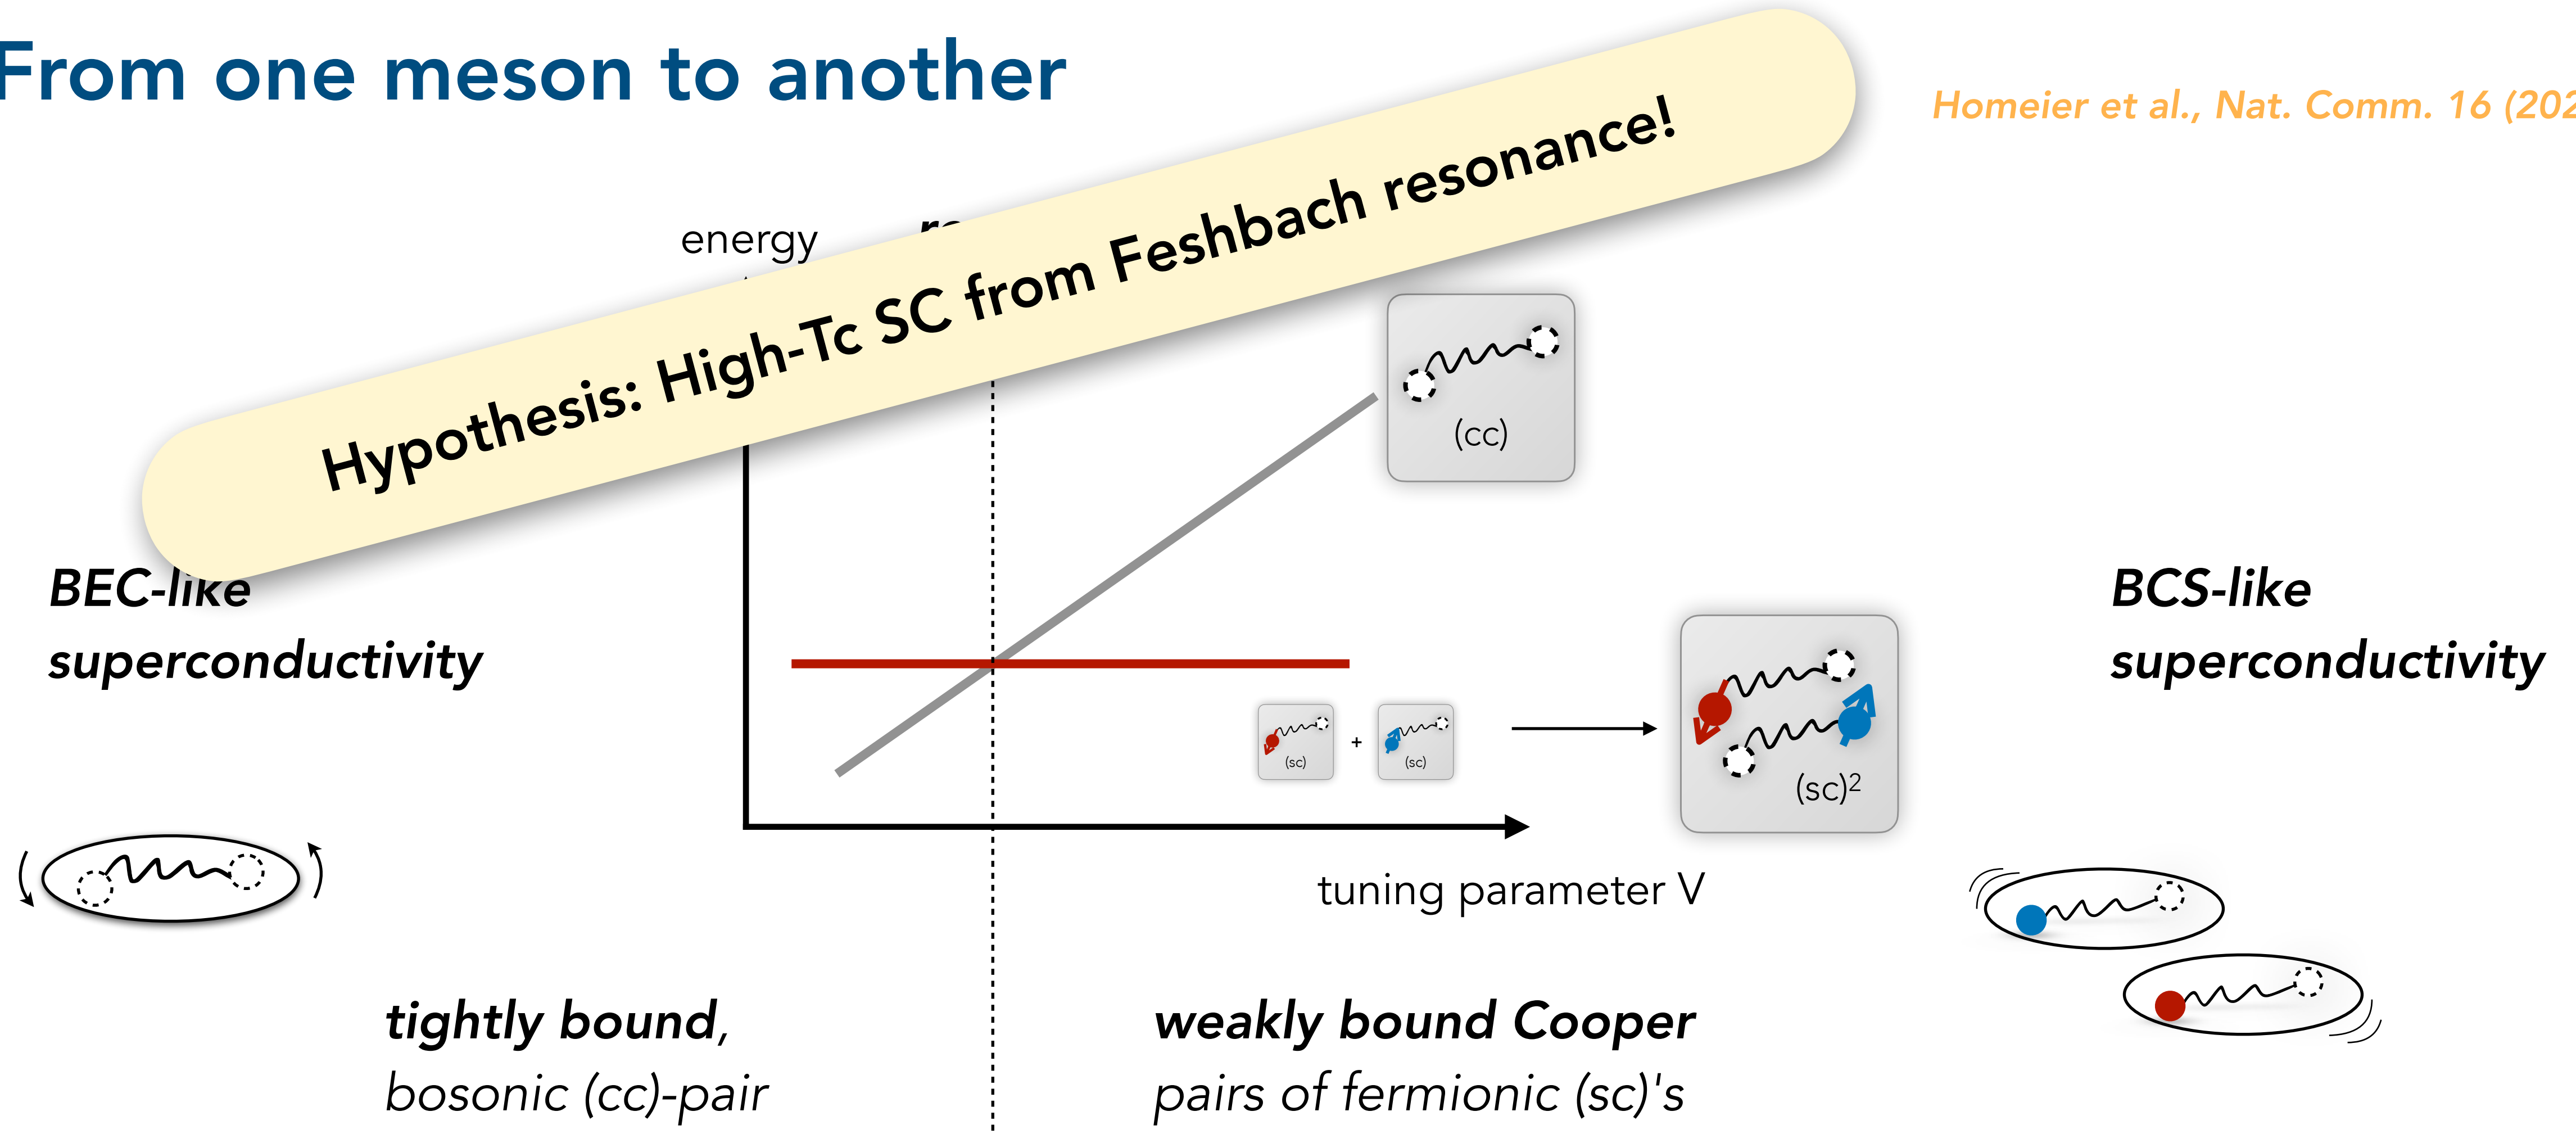 From one meson to another
Homeier et al., Nat. Comm. 16 (202
Hypothesis: High-Tc SC from Feshbach resonance!
energy
(cc)
BEC-like
superconductivity
BCS-like
superconductivity
(sc)
+
(sc)
(sc)²
tuning parameter V
tightly bound,
bosonic (cc)-pair
weakly bound Cooper
pairs of fermionic (sc)'s